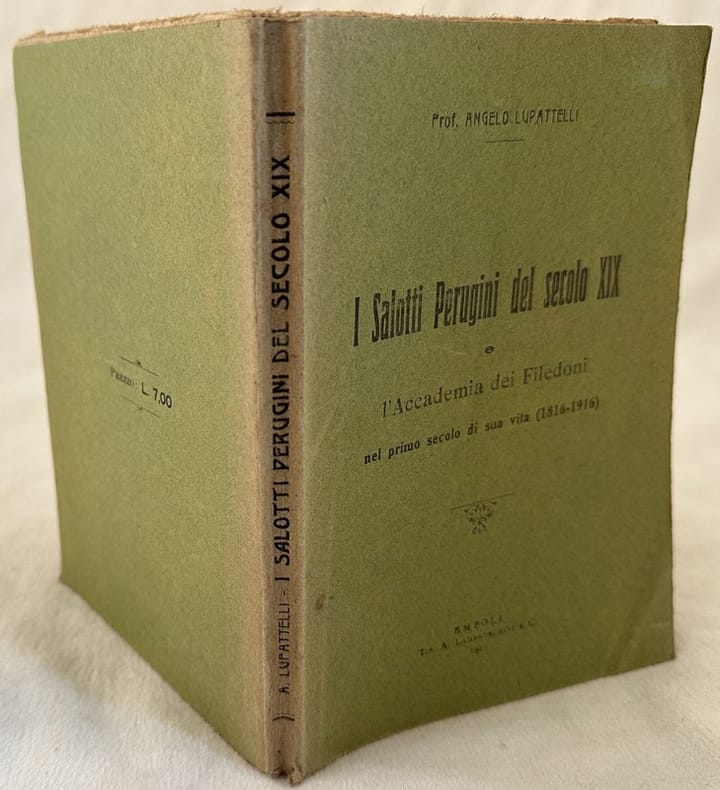 Prof. ANGELO LUPATTELLI
I Salotti Perugini del secolo XIX
e
l'Accademia dei Filedoni
nel primo secolo di sua vita (1816-1916)
EMPOLI
Tip. A.
A. LUPATTELLI = I SALOTTI PERUGINI DEL SECOLO XIX
Prezzo: L. 7,00